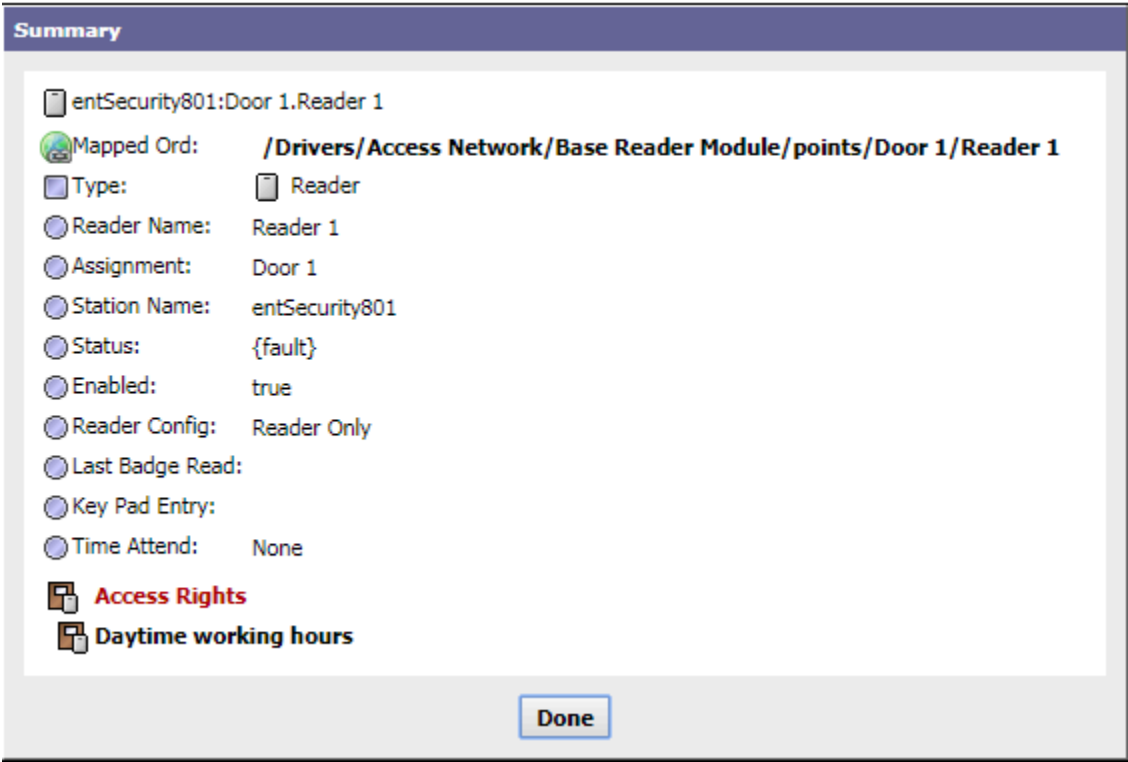 Summary
entSecurity801:Door 1.Reader 1
Mapped Ord: /Drivers/Access Network/Base Reader Module/points/Door 1/Reader 1
Type: Reader
Reader Name: Reader 1
Assignment: Door 1
Station Name: entSecurity801
Status: {fault}
Enabled: true
Reader Config: Reader Only
Last Badge Read:
Key Pad Entry:
Time Attend: None
Access Rights
Daytime working hours
Done